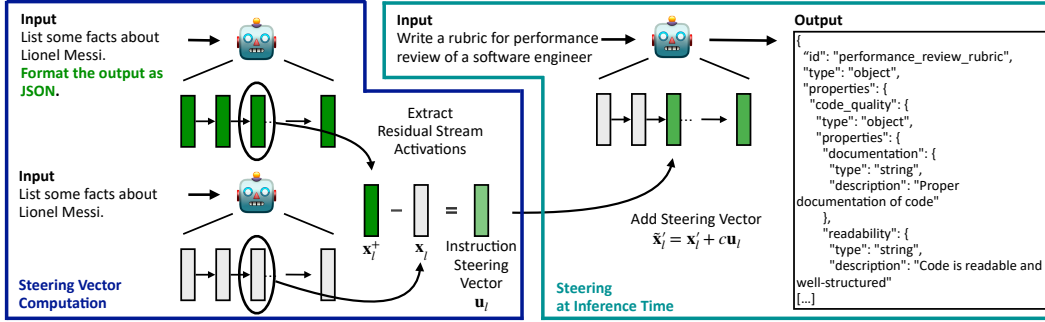 Input
List some facts about
Lionel Messi.
Format the output as
JSON.
Input
List some facts about
Lionel Messi.
Extract
Residual Stream
Activations
x_l^+
−
x_l
=
Instruction
Steering
Vector
u_l
Steering Vector
Computation
Input
Write a rubric for performance
review of a software engineer
...
Add Steering Vector
x̃′_l = x′_l + cu_l
Steering
at Inference Time
Output
{
"id": "performance_review_rubric",
"type": "object",
"properties": {
"code_quality": {
"type": "object",
"properties": {
"documentation": {
"type": "string",
"description": "Proper
documentation of code"
},
"readability": {
"type": "string",
"description": "Code is readable and
well-structured"
[...]